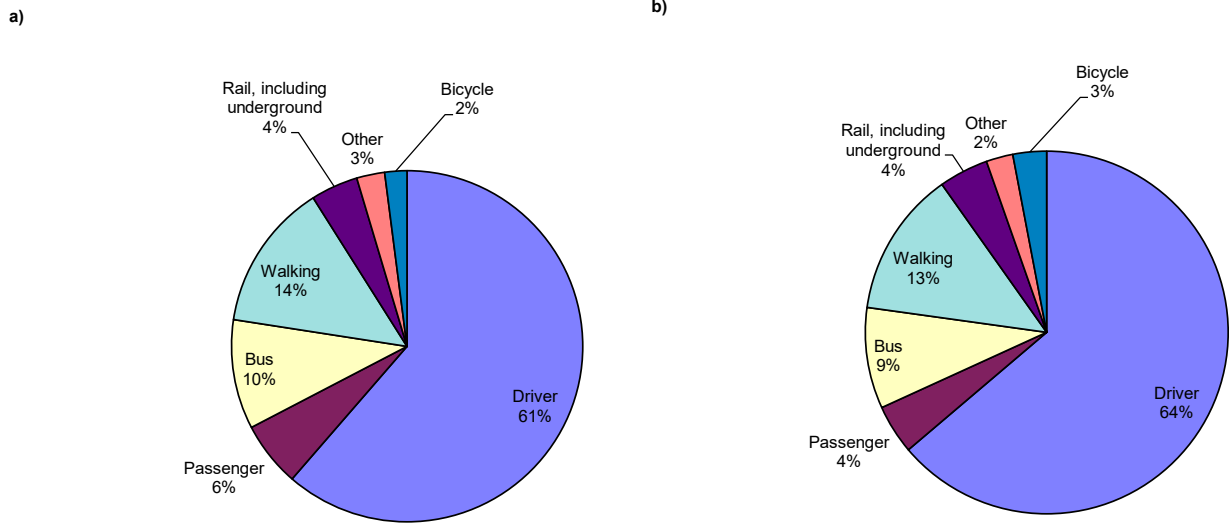 a)
Rail, including
underground
4%
Other
3%
Bicycle
2%
Walking
14%
Bus
10%
Passenger
6%
Driver
61%
b)
Rail, including
underground
4%
Other
2%
Bicycle
3%
Walking
13%
Bus
9%
Passenger
4%
Driver
64%